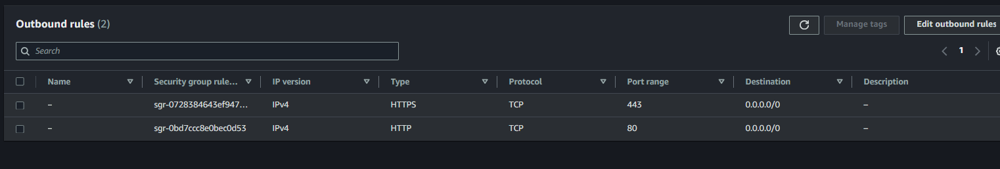 Outbound rules (2)
Manage tags
Edit outbound rules
Search
1
Name Security group rule... IP version Type Protocol Port range Destination Description
– sgr-0728384643ef947... IPv4 HTTPS TCP 443 0.0.0.0/0 –
– sgr-0bd7ccc8e0bec0d53 IPv4 HTTP TCP 80 0.0.0.0/0 –